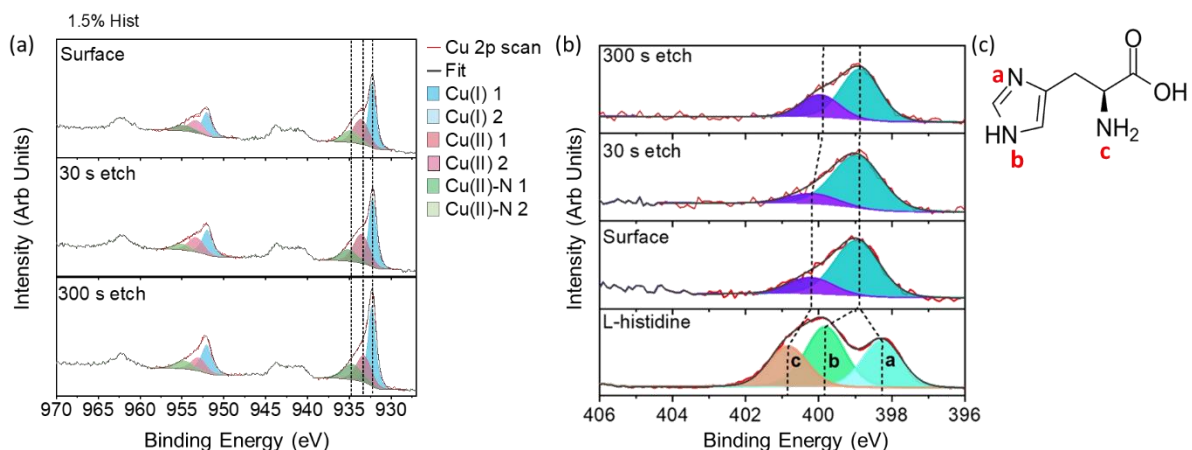 1.5% Hist
(a)
Surface
30 s etch
300 s etch
Intensity (Arb Units)
970 965 960 955 950 945 940 935 930
Binding Energy (eV)
Cu 2p scan
Fit
Cu(I) 1
Cu(I) 2
Cu(II) 1
Cu(II) 2
Cu(II)-N 1
Cu(II)-N 2
(b)
300 s etch
30 s etch
Surface
L-histidine
c b a
Intensity (Arb Units)
406 404 402 400 398 396
Binding Energy (eV)
(c)
O
a N
OH
HN
NH2
b
c